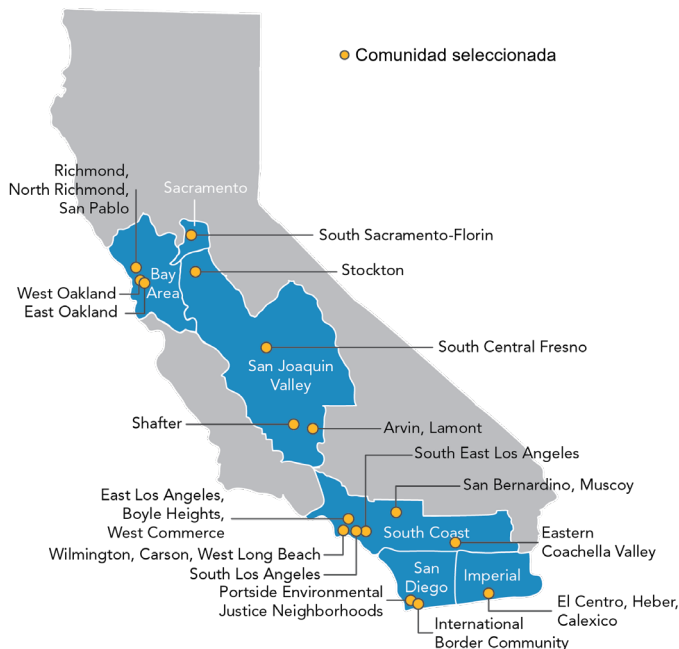 Comunidad seleccionada
Richmond,
North Richmond,
San Pablo
Sacramento
South Sacramento-Florin
Stockton
Bay
Area
West Oakland
East Oakland
South Central Fresno
San Joaquin
Valley
Shafter
Arvin, Lamont
South East Los Angeles
San Bernardino, Muscoy
East Los Angeles,
Boyle Heights,
West Commerce
South Coast
Eastern
Coachella Valley
Wilmington, Carson, West Long Beach
South Los Angeles
Portside Environmental
Justice Neighborhoods
San
Diego
Imperial
El Centro, Heber,
Calexico
International
Border Community